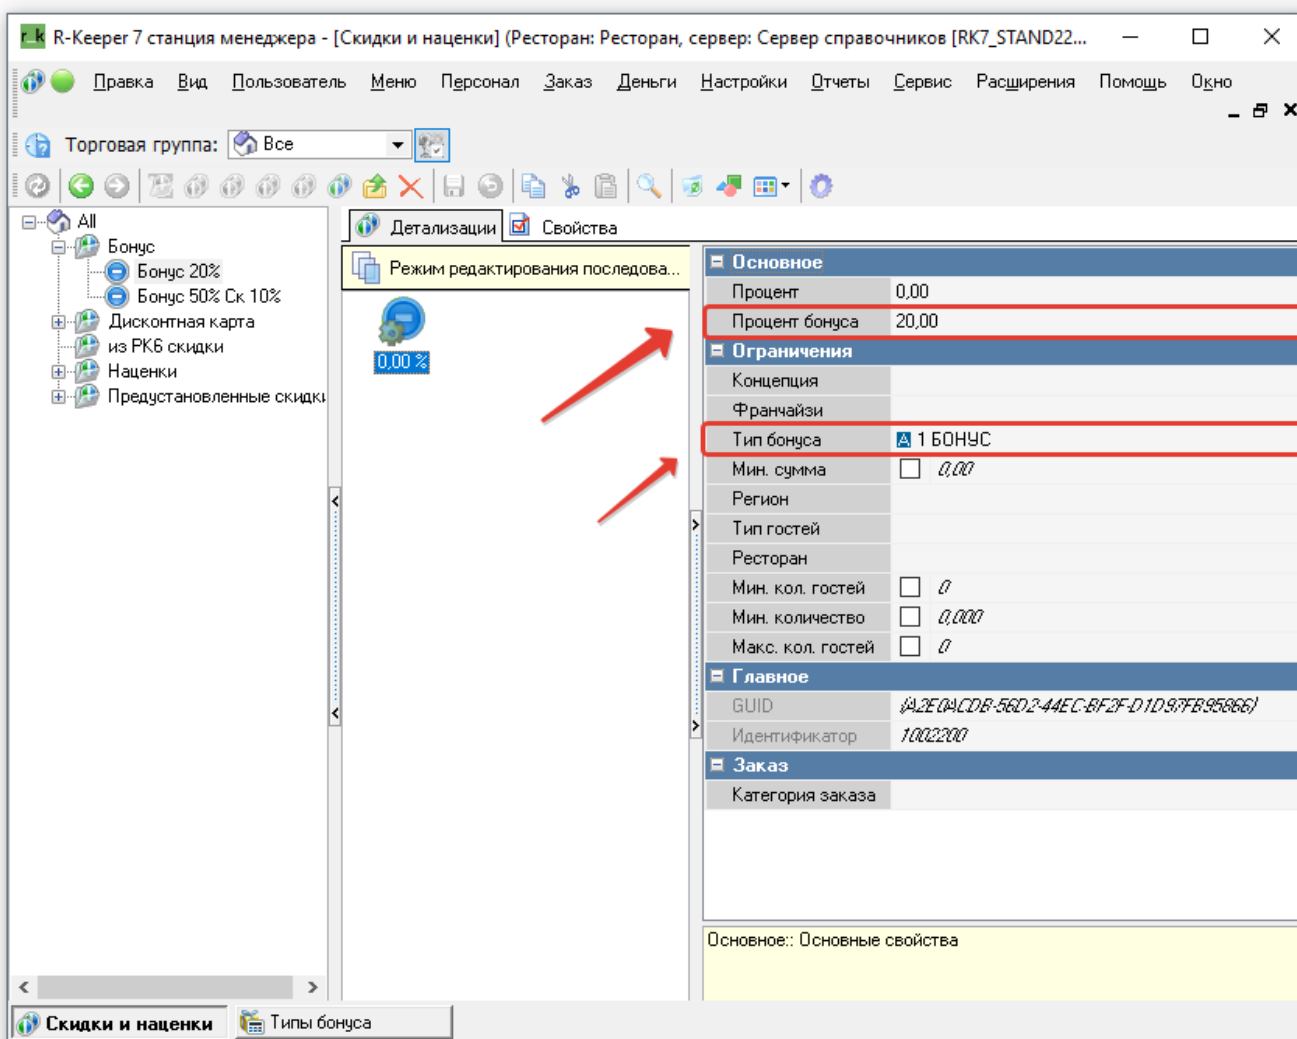 r_k R-Keeper 7 станция менеджера - [Скидки и наценки] (Ресторан: Ресторан, сервер: Сервер справочников [RK7_STAND22...
Правка Вид Пользователь Меню Персонал Заказ Деньги Настройки Отчеты Сервис Расширения Помощь Окно
Торговая группа: Все
All
Бонус
Бонус 20%
Бонус 50% Ск 10%
Дисконтная карта
из РК6 скидки
Наценки
Предустановленные скидки
Детализации Свойства
Режим редактирования последова...
0,00 %
Основное
Процент 0,00
Процент бонуса 20,00
Ограничения
Концепция
Франчайзи
Тип бонуса A 1 БОНУС
Мин. сумма 0,00
Регион
Тип гостей
Ресторан
Мин. кол. гостей 0
Мин. количество 0,000
Макс. кол. гостей 0
Главное
GUID {A2E0ACDB-56D2-44EC-BF2F-D1D97FB95866}
Идентификатор 1002200
Заказ
Категория заказа
Основное:: Основные свойства
Скидки и наценки Типы бонуса